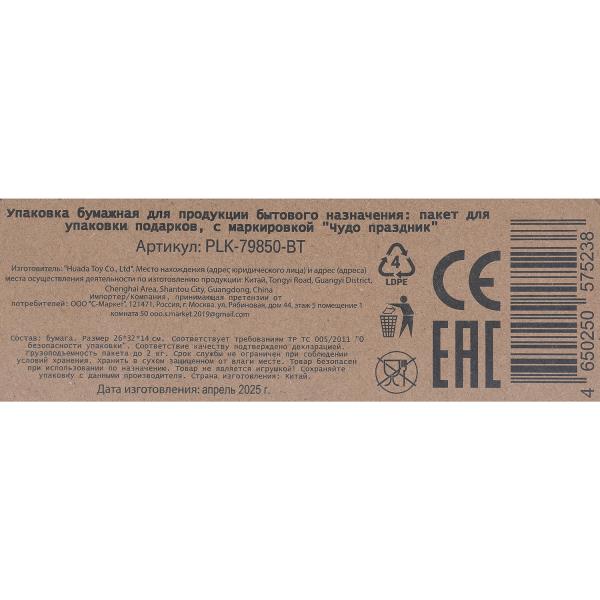 Упаковка бумажная для продукции бытового назначения: пакет для
упаковки подарков, с маркировкой "Чудо праздник"
Артикул: PLK-79850-BT
Изготовитель: "Huada Toy Co., Ltd". Место нахождения (адрес юридического лица) и адрес (адреса)
места осуществления деятельности по изготовлению продукции: Китай, Tongyi Road, Guangyi District,
Chenghai Area, Shantou City, Guangdong, China
Импортер/компания, принимающая претензии от
потребителей: ООО "С-Маркет". 121471, Россия, г.Москва, ул. Рябиновая, дом 44, этаж 5 помещение 1
комната 50 ooo.smarket.2019@gmail.com
Состав: бумага. Размер 26*32*14 см. Соответствует требованиям ТР ТС 005/2011 "О
безопасности упаковки". Соответствие качеству подтверждено декларацией.
грузоподъемность пакета до 2 кг. Срок службы не ограничен при соблюдении
условий хранения. Хранить в сухом месте. Беречь от огня. Товар безопасен
при использовании по назначению. Товар не является игрушкой! Сохраняйте
упаковку с данными производителя. Страна изготовления: Китай.
Дата изготовления: апрель 2025 г.
4
LDPE
CE
EAC
4 650250 575238